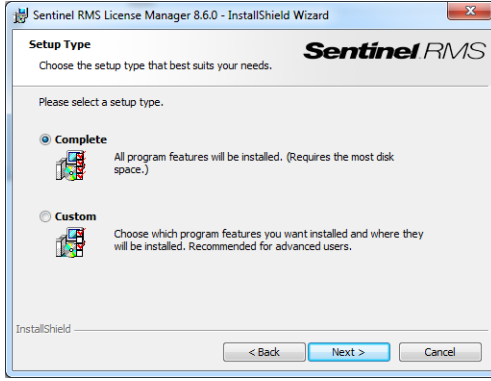 Sentinel RMS License Manager 8.6.0 - InstallShield Wizard
Setup Type
Choose the setup type that best suits your needs.
Sentinel RMS
Please select a setup type.
Complete
All program features will be installed. (Requires the most disk
space.)
Custom
Choose which program features you want installed and where they
will be installed. Recommended for advanced users.
InstallShield
< Back
Next >
Cancel